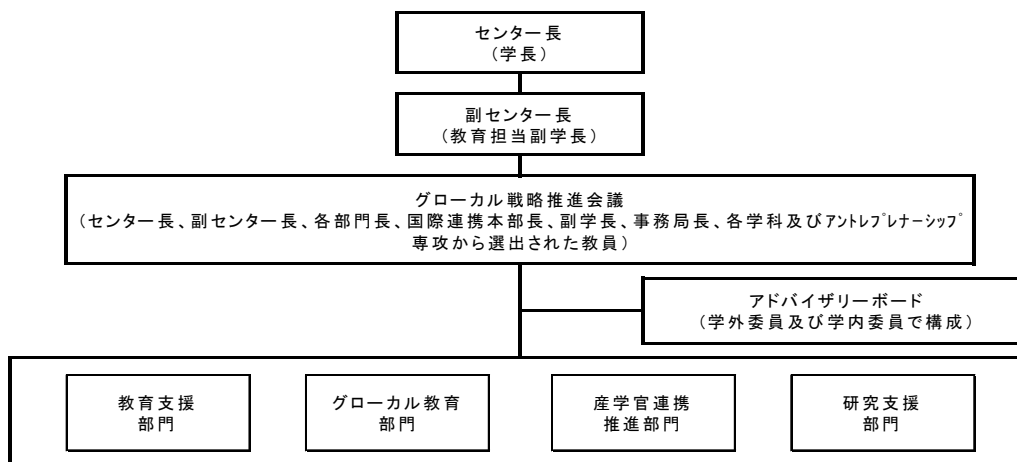 センター長
（学長）
副センター長
（教育担当副学長）
グローカル戦略推進会議
（センター長、副センター長、各部門長、国際連携本部長、副学長、事務局長、各学科及びｱﾝﾄﾚﾌﾟﾚﾅｰｼｯﾌﾟ
専攻から選出された教員）
アドバイザリーボード
（学外委員及び学内委員で構成）
教育支援
部門
グローカル教育
部門
産学官連携
推進部門
研究支援
部門